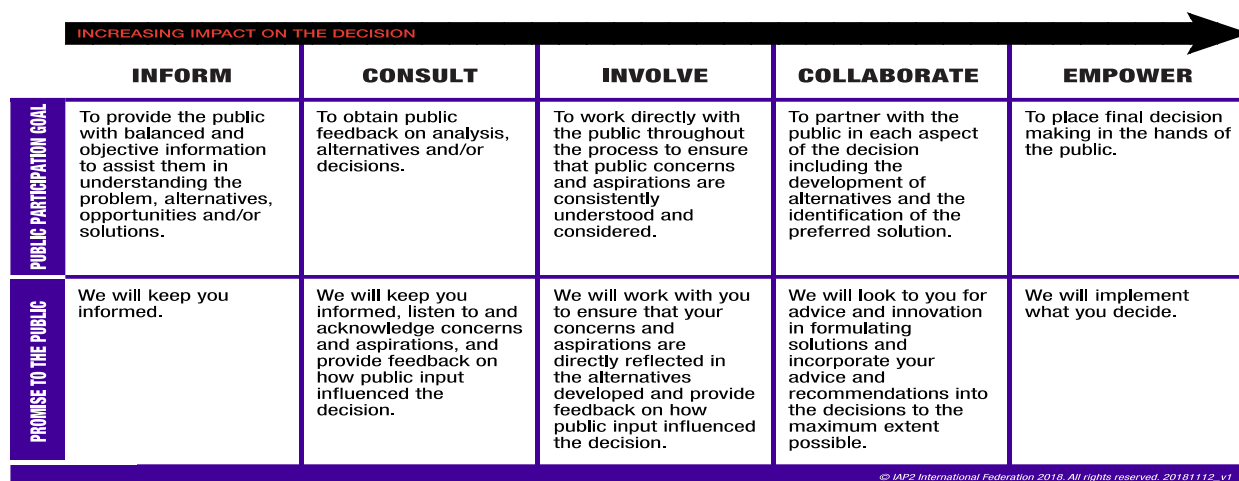 INCREASING IMPACT ON THE DECISION
INFORM
CONSULT
INVOLVE
COLLABORATE
EMPOWER
PUBLIC PARTICIPATION GOAL
To provide the public
with balanced and
objective information
to assist them in
understanding the
problem, alternatives,
opportunities and/or
solutions.
To obtain public
feedback on analysis,
alternatives and/or
decisions.
To work directly with
the public throughout
the process to ensure
that public concerns
and aspirations are
consistently
understood and
considered.
To partner with the
public in each aspect
of the decision
including the
development of
alternatives and the
identification of the
preferred solution.
To place final decision
making in the hands of
the public.
PROMISE TO THE PUBLIC
We will keep you
informed.
We will keep you
informed, listen to and
acknowledge concerns
and aspirations, and
provide feedback on
how public input
influenced the
decision.
We will work with you
to ensure that your
concerns and
aspirations are
directly reflected in
the alternatives
developed and provide
feedback on how
public input influenced
the decision.
We will look to you for
advice and innovation
in formulating
solutions and
incorporate your
advice and
recommendations into
the decisions to the
maximum extent
possible.
We will implement
what you decide.
© IAP2 International Federation 2018. All rights reserved. 20181112_v1